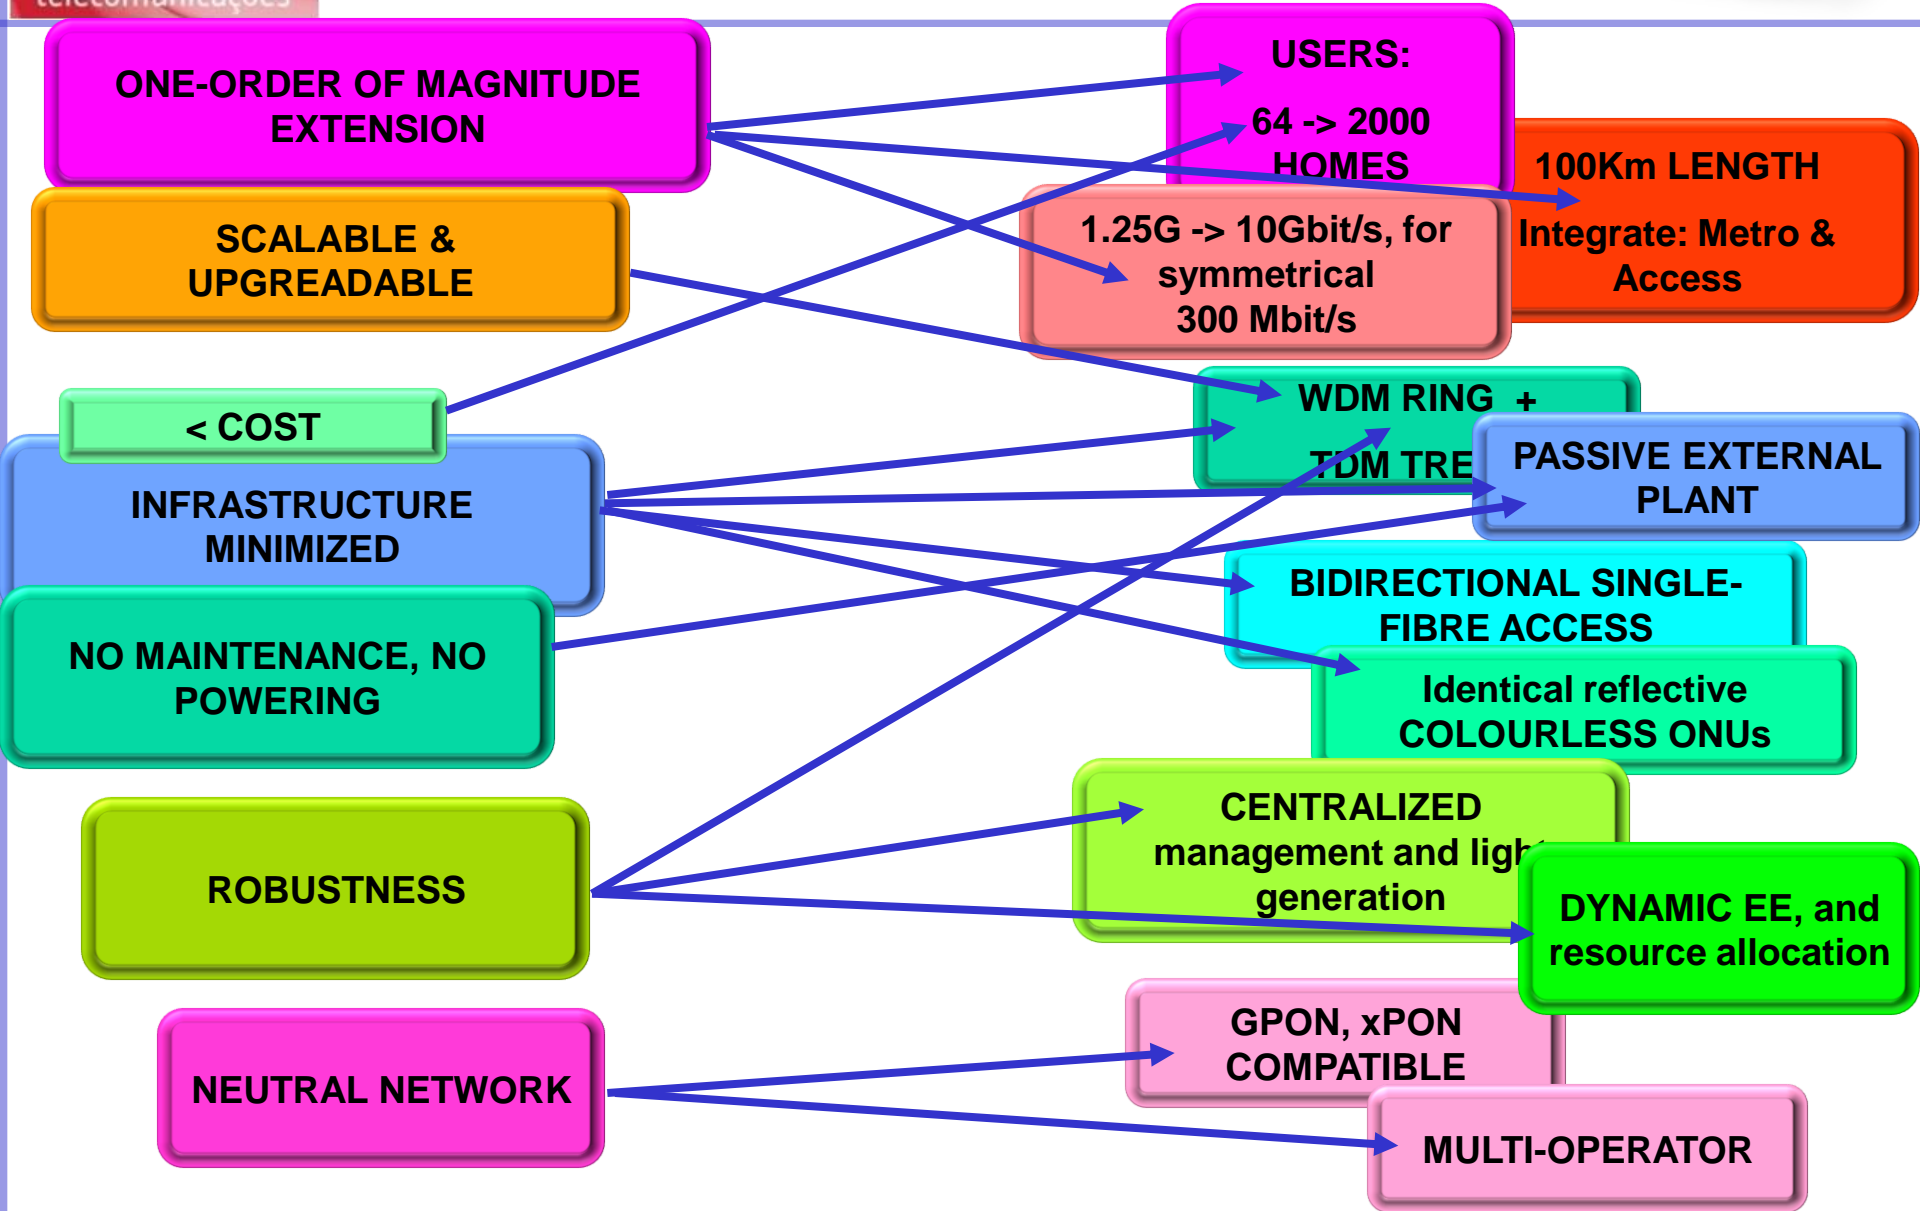 telecomunicações
ONE-ORDER OF MAGNITUDE
EXTENSION
SCALABLE &
UPGREADABLE
< COST
INFRASTRUCTURE
MINIMIZED
NO MAINTENANCE, NO
POWERING
ROBUSTNESS
NEUTRAL NETWORK
USERS:
64 -> 2000
HOMES
100Km LENGTH
Integrate: Metro &
Access
1.25G -> 10Gbit/s, for
symmetrical
300 Mbit/s
WDM RING +
TDM TRE
PASSIVE EXTERNAL
PLANT
BIDIRECTIONAL SINGLE-
FIBRE ACCESS
Identical reflective
COLOURLESS ONUs
CENTRALIZED
management and light
generation
DYNAMIC EE, and
resource allocation
GPON, xPON
COMPATIBLE
MULTI-OPERATOR